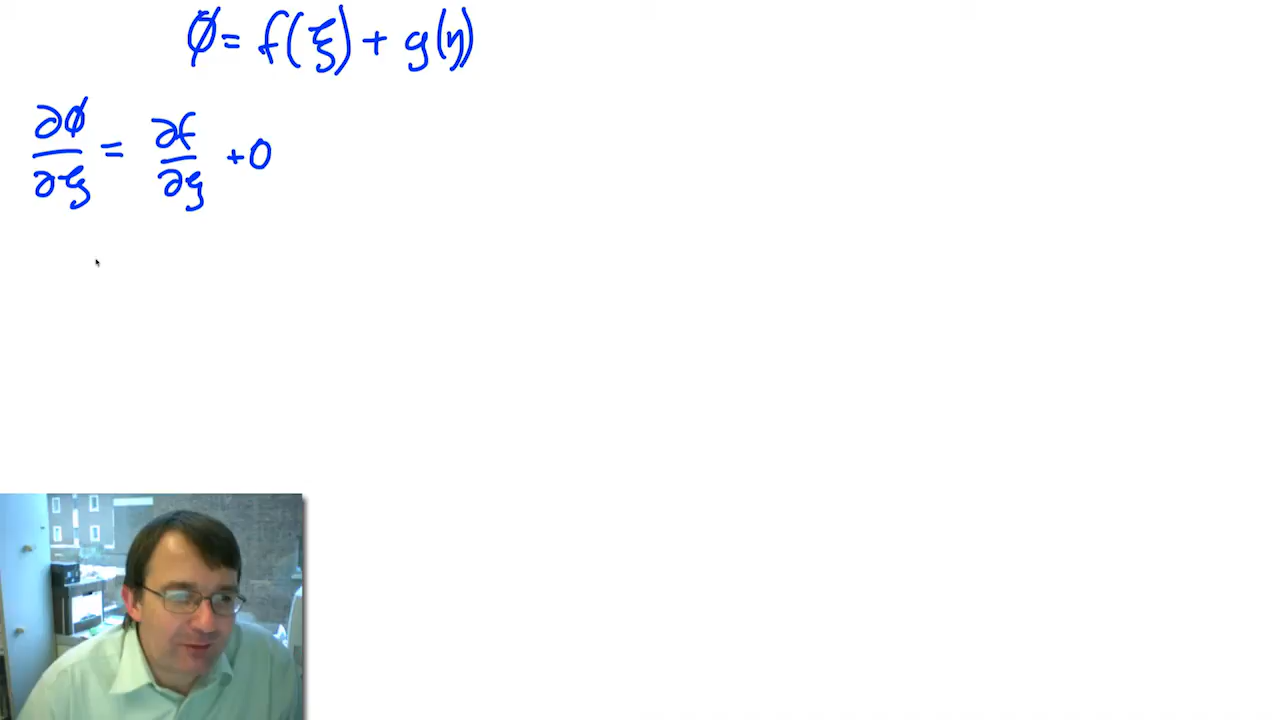 ∅ = f(ξ) + g(η)
∂∅/∂ξ = ∂f/∂ξ + 0